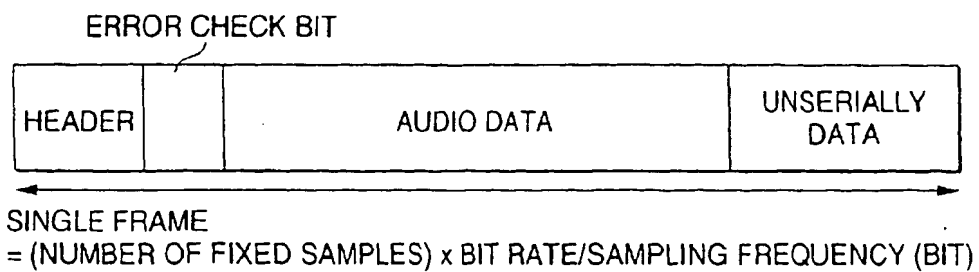 ERROR CHECK BIT
HEADER
AUDIO DATA
UNSERIALLY
DATA
SINGLE FRAME
= (NUMBER OF FIXED SAMPLES) x BIT RATE/SAMPLING FREQUENCY (BIT)